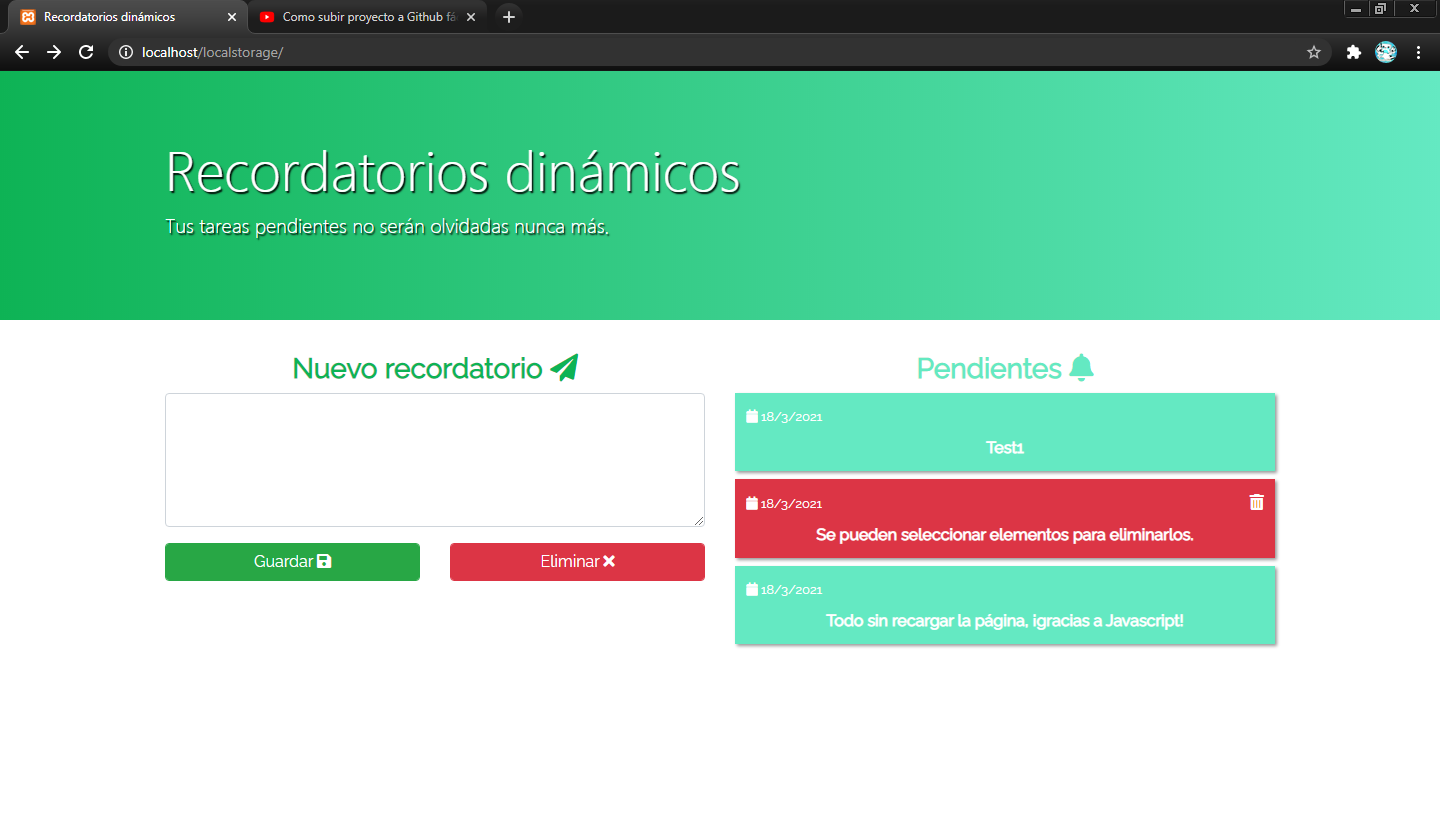 Recordatorios dinámicos
Como subir proyecto a Github fá
localhost/localstorage/
Recordatorios dinámicos
Tus tareas pendientes no serán olvidadas nunca más.
Nuevo recordatorio
Guardar
Eliminar
Pendientes
18/3/2021
Test1
18/3/2021
Se pueden seleccionar elementos para eliminarlos.
18/3/2021
Todo sin recargar la página, ¡gracias a Javascript!